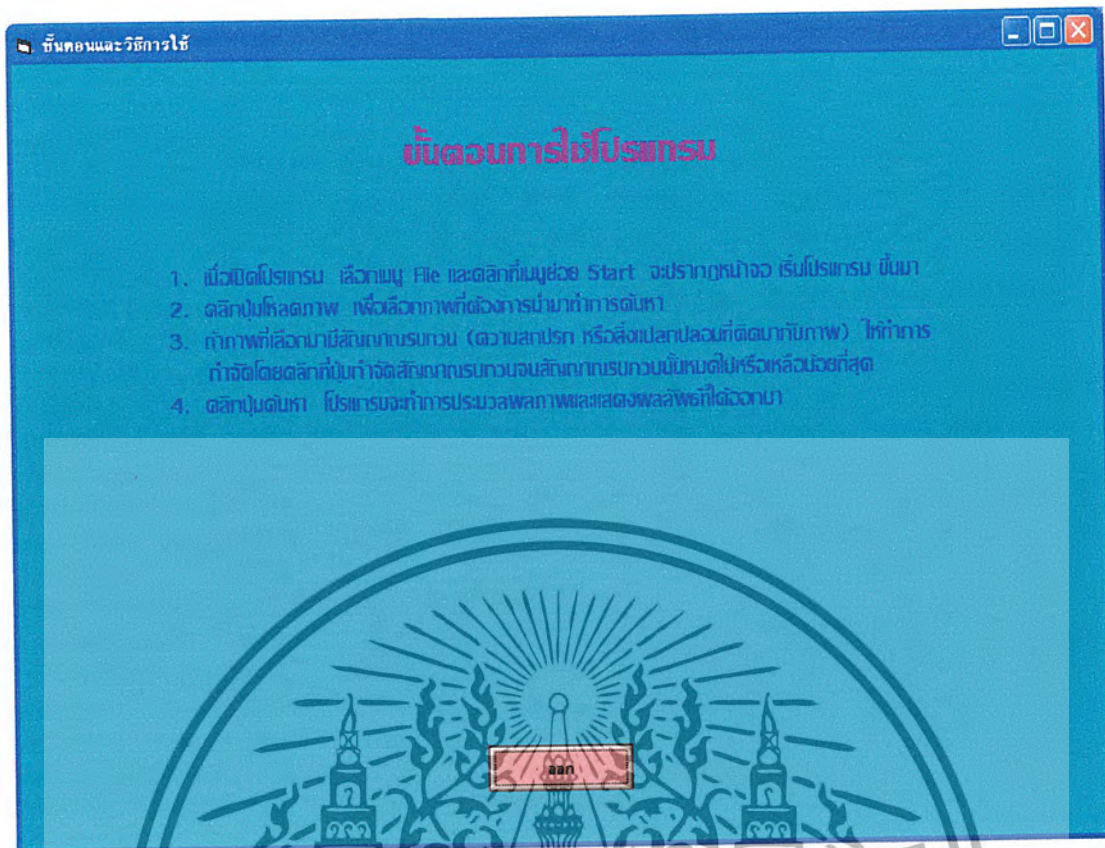 ขั้นตอนและวิธีการใช้
ขั้นตอนการใช้โปรแกรม
1. เมื่อเปิดโปรแกรม เลือกเมนู File และคลิกที่เมนูย่อย Start จะปรากฎหน้าจอ เริ่มโปรแกรม ขึ้นมา
2. คลิกปุ่มโหลดภาพ เพื่อเลือกภาพที่ต้องการนำมาทำการค้นหา
3. ถ้าภาพที่เลือกมามีสัญญาณรบกวน (ความสกปรก หรือสิ่งแปลกปลอมที่ติดมากับภาพ) ให้ทำการ
กำจัดโดยคลิกที่ปุ่มกำจัดสัญญาณรบกวนจนสัญญาณรบกวนนั้นหมดไปหรือเหลือน้อยที่สุด
4. คลิกปุ่มค้นหา โปรแกรมจะทำการประมวลผลภาพและแสดงผลลัพธ์ที่ได้ออกมา
ออก